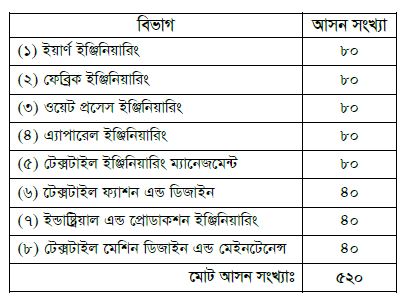 বিভাগ আসন সংখ্যা
(১) ইয়ার্ণ ইঞ্জিনিয়ারিং ৮০
(২) ফেব্রিক ইঞ্জিনিয়ারিং ৮০
(৩) ওয়েট প্রসেস ইঞ্জিনিয়ারিং ৮০
(৪) এ্যাপারেল ইঞ্জিনিয়ারিং ৮০
(৫) টেক্সটাইল ইঞ্জিনিয়ারিং ম্যানেজমেন্ট ৮০
(৬) টেক্সটাইল ফ্যাশন এন্ড ডিজাইন ৪০
(৭) ইন্ডাষ্ট্রিয়াল এন্ড প্রোডাকশন ইঞ্জিনিয়ারিং ৪০
(৮) টেক্সটাইল মেশিন ডিজাইন এন্ড মেইনটেনেন্স ৪০
মোট আসন সংখ্যাঃ ৫২০